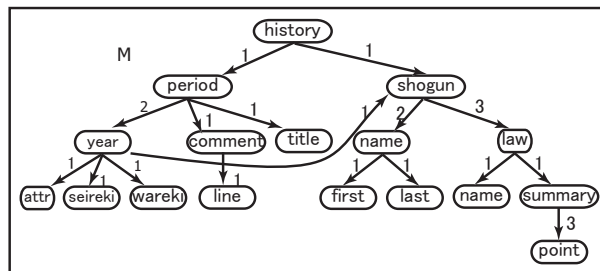 history
M
1 1
period shogun
2 1 1 1 2 3
year comment title name law
1 1 1 1 1 1 1 1
attr seireki wareki line first last name summary
3
point